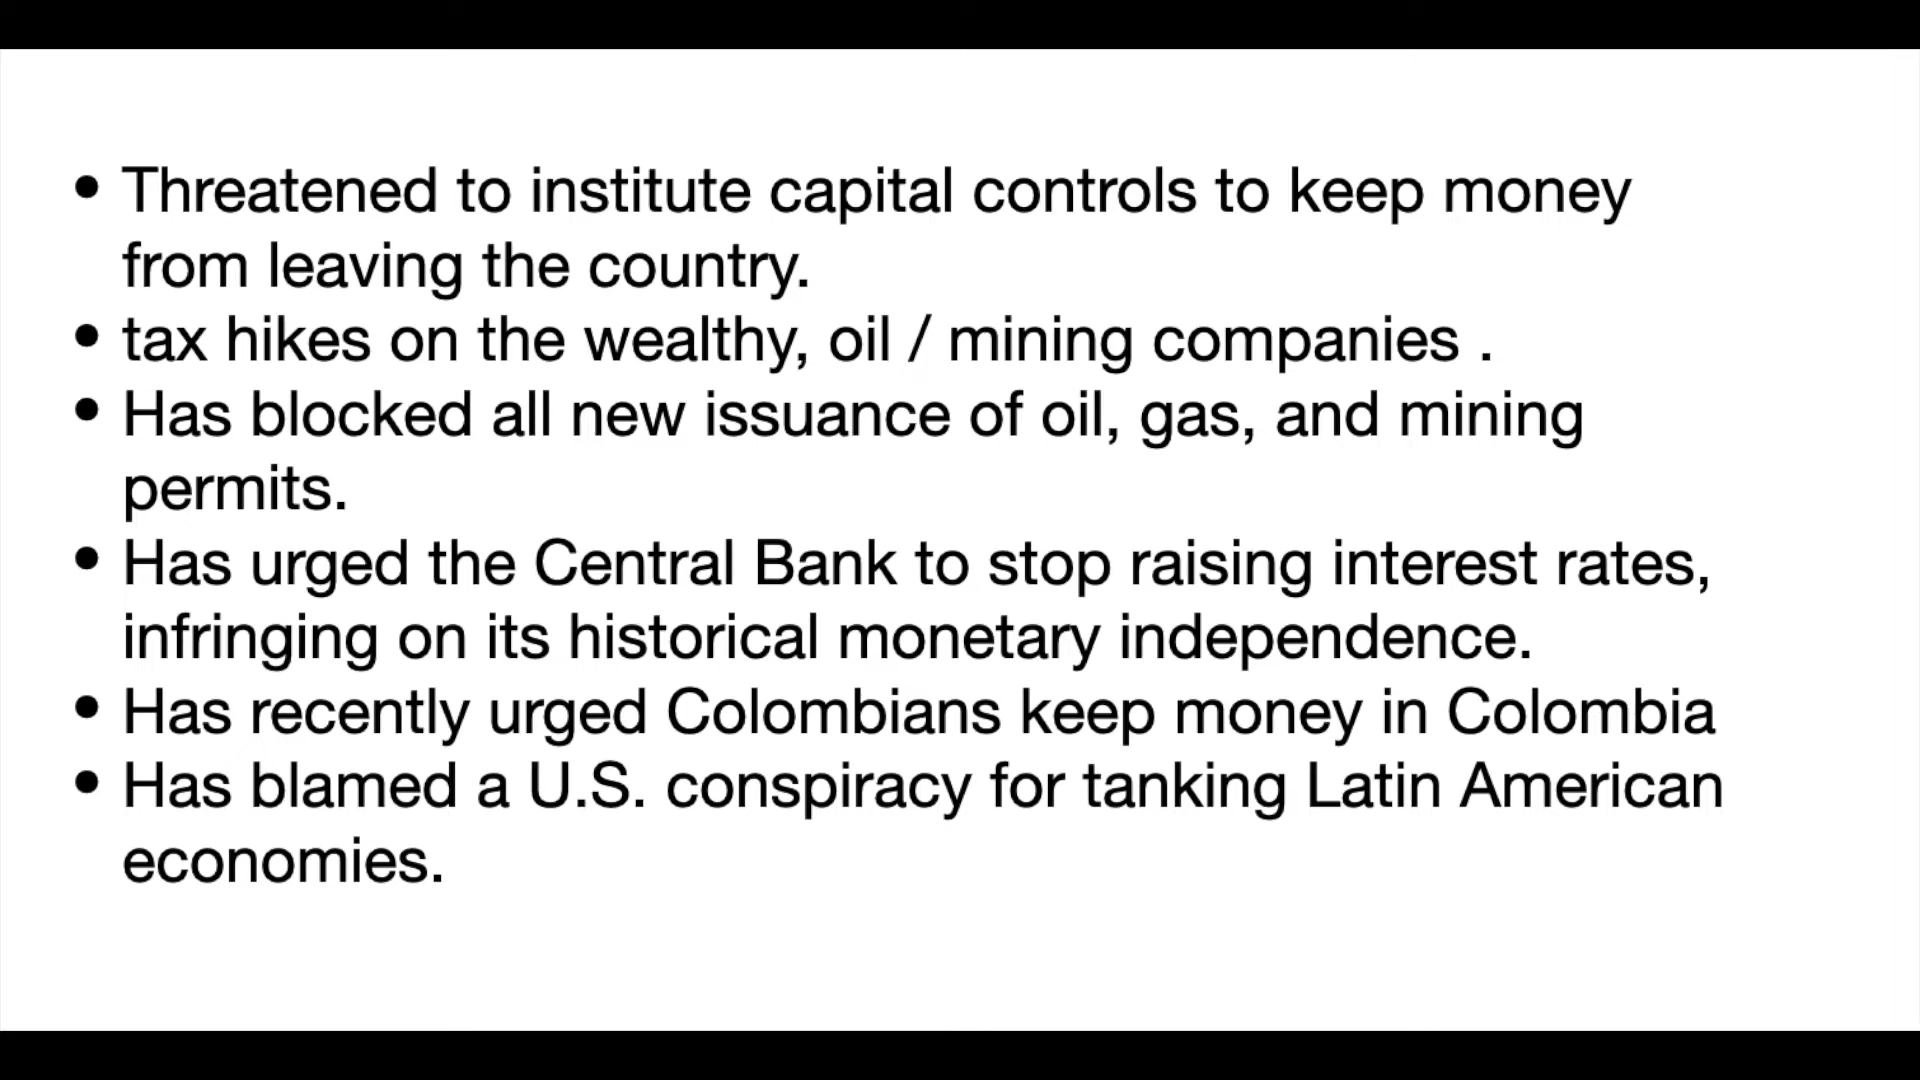 • Threatened to institute capital controls to keep money
from leaving the country.
• tax hikes on the wealthy, oil / mining companies .
• Has blocked all new issuance of oil, gas, and mining
permits.
• Has urged the Central Bank to stop raising interest rates,
infringing on its historical monetary independence.
• Has recently urged Colombians keep money in Colombia
• Has blamed a U.S. conspiracy for tanking Latin American
economies.